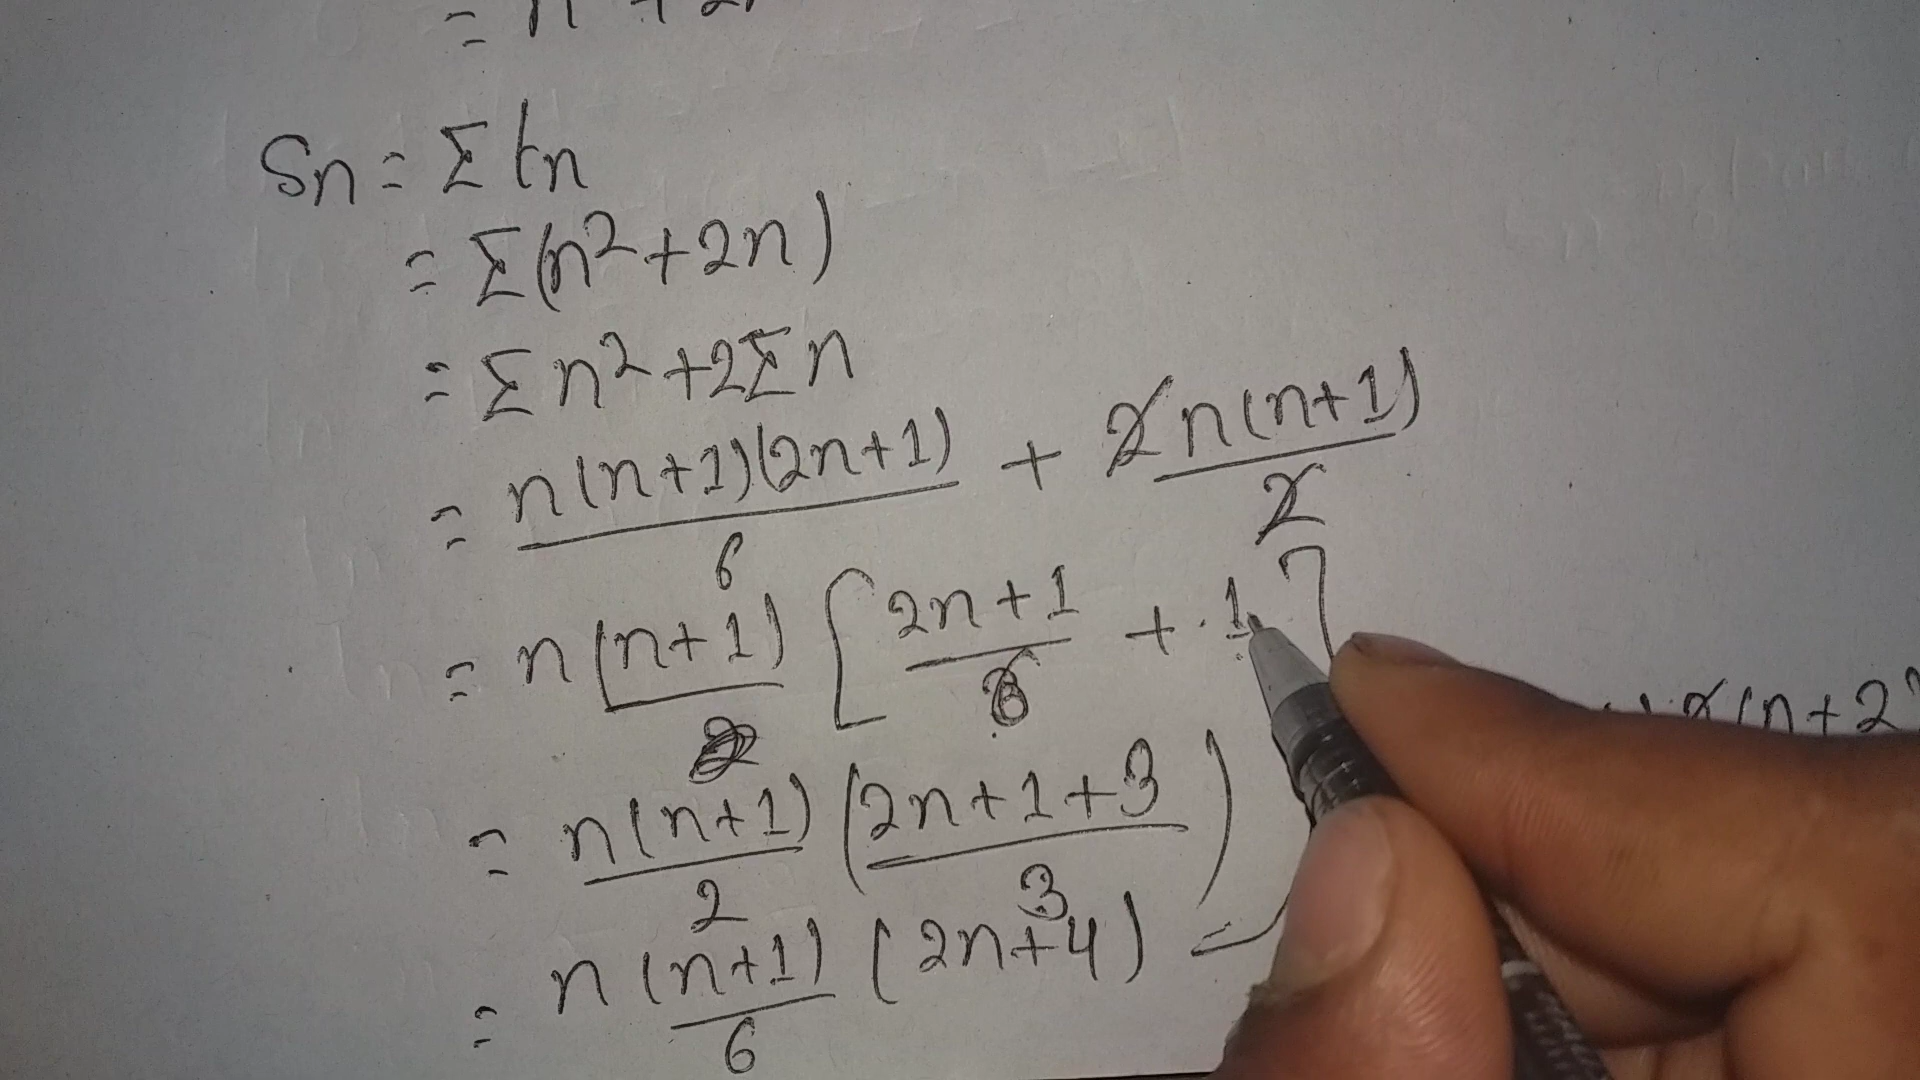 Sn = Σtn
= Σ(n²+2n)
= Σn²+2Σn
= n(n+1)(2n+1)/6 + 2n(n+1)/2
= n(n+1)/2 [2n+1/3 + 1]
= n(n+1)/2 (2n+1+3/3)
= n(n+1)/6 (2n+4)
(n+2)